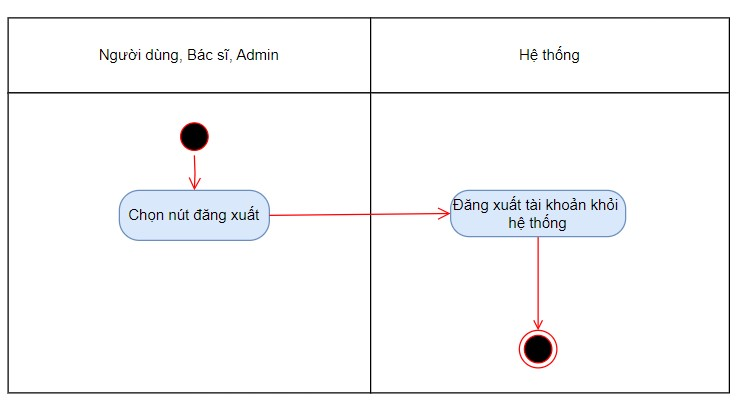 Người dùng, Bác sĩ, Admin
Hệ thống
Chọn nút đăng xuất
Đăng xuất tài khoản khỏi
hệ thống